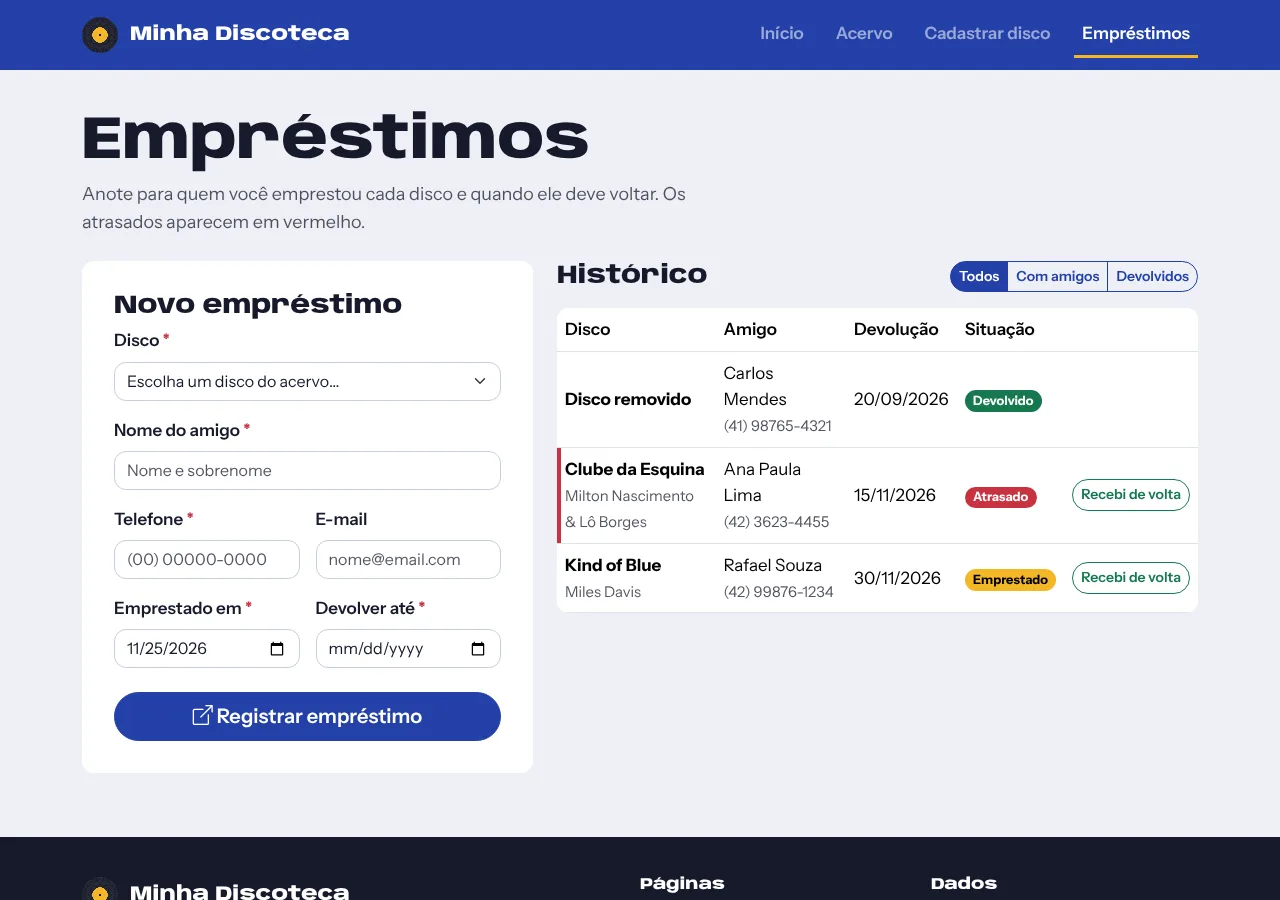 Minha Discoteca
Início
Acervo
Cadastrar disco
Empréstimos
Empréstimos
Anote para quem você emprestou cada disco e quando ele deve voltar. Os
atrasados aparecem em vermelho.
Novo empréstimo
Disco *
Escolha um disco do acervo...
Nome do amigo *
Nome e sobrenome
Telefone *
E-mail
(00) 00000-0000
nome@email.com
Emprestado em *
Devolver até *
11/25/2026
mm/dd/yyyy
Registrar empréstimo
Histórico
Todos
Com amigos
Devolvidos
Disco
Amigo
Devolução
Situação
Disco removido
Carlos
Mendes
(41) 98765-4321
20/09/2026
Devolvido
Clube da Esquina
Milton Nascimento
& Lô Borges
Ana Paula
Lima
(42) 3623-4455
15/11/2026
Atrasado
Recebi de volta
Kind of Blue
Miles Davis
Rafael Souza
(42) 99876-1234
30/11/2026
Emprestado
Recebi de volta
Minha Discoteca
Páginas
Dados